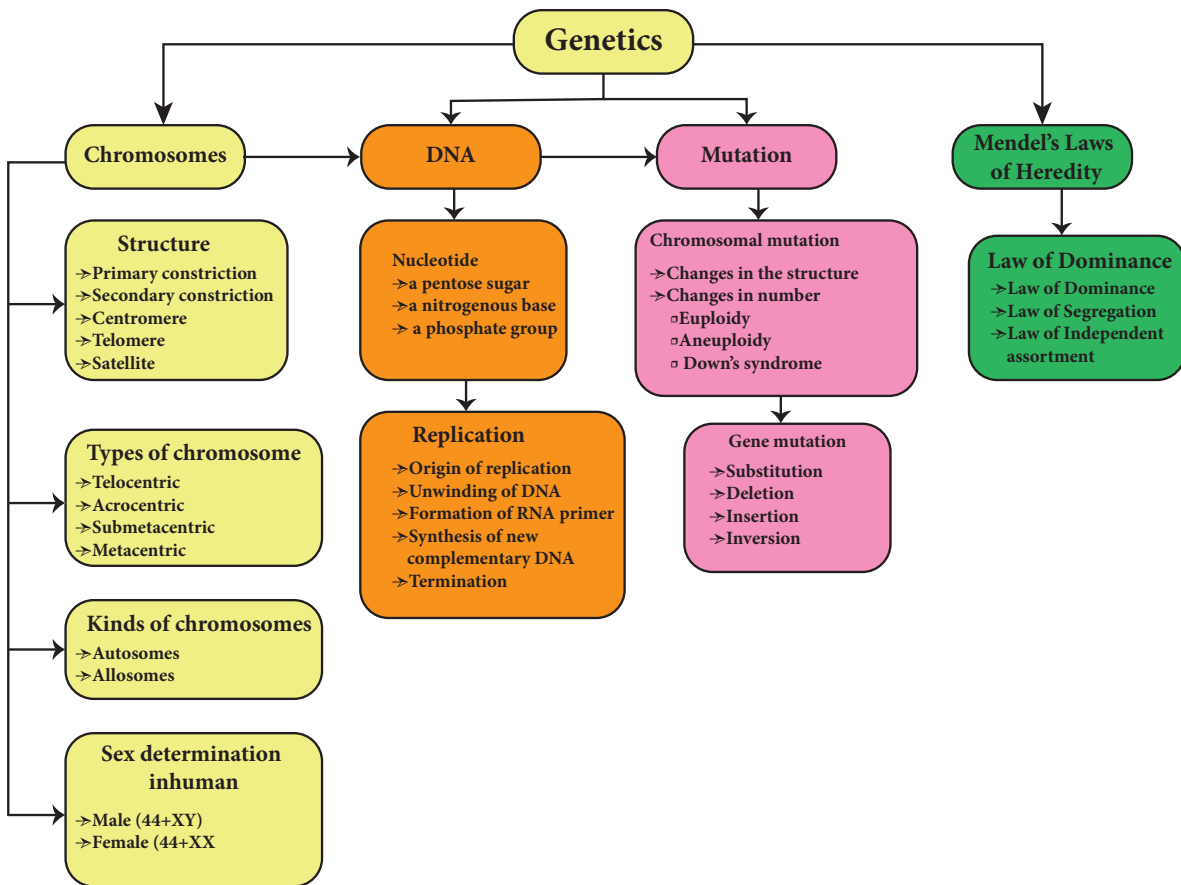 Genetics
Chromosomes
DNA
Mutation
Mendel's Laws
of Heredity
Structure
➔Primary constriction
➔Secondary constriction
➔Centromere
➔Telomere
➔Satellite
Types of chromosome
➔Telocentric
➔Acrocentric
➔Submetacentric
➔Metacentric
Kinds of chromosomes
➔Autosomes
➔Allosomes
Sex determination
inhuman
➔Male (44+XY)
➔Female (44+XX
Nucleotide
➔a pentose sugar
➔a nitrogenous base
➔ a phosphate group
Replication
➔Origin of replication
➔Unwinding of DNA
➔Formation of RNA primer
➔Synthesis of new
complementary DNA
➔Termination
Chromosomal mutation
➔Changes in the structure
➔Changes in number
▫Euploidy
▫Aneuploidy
▫ Down's syndrome
Gene mutation
➔Substitution
➔Deletion
➔Insertion
➔Inversion
Law of Dominance
➔Law of Dominance
➔Law of Segregation
➔Law of Independent
assortment